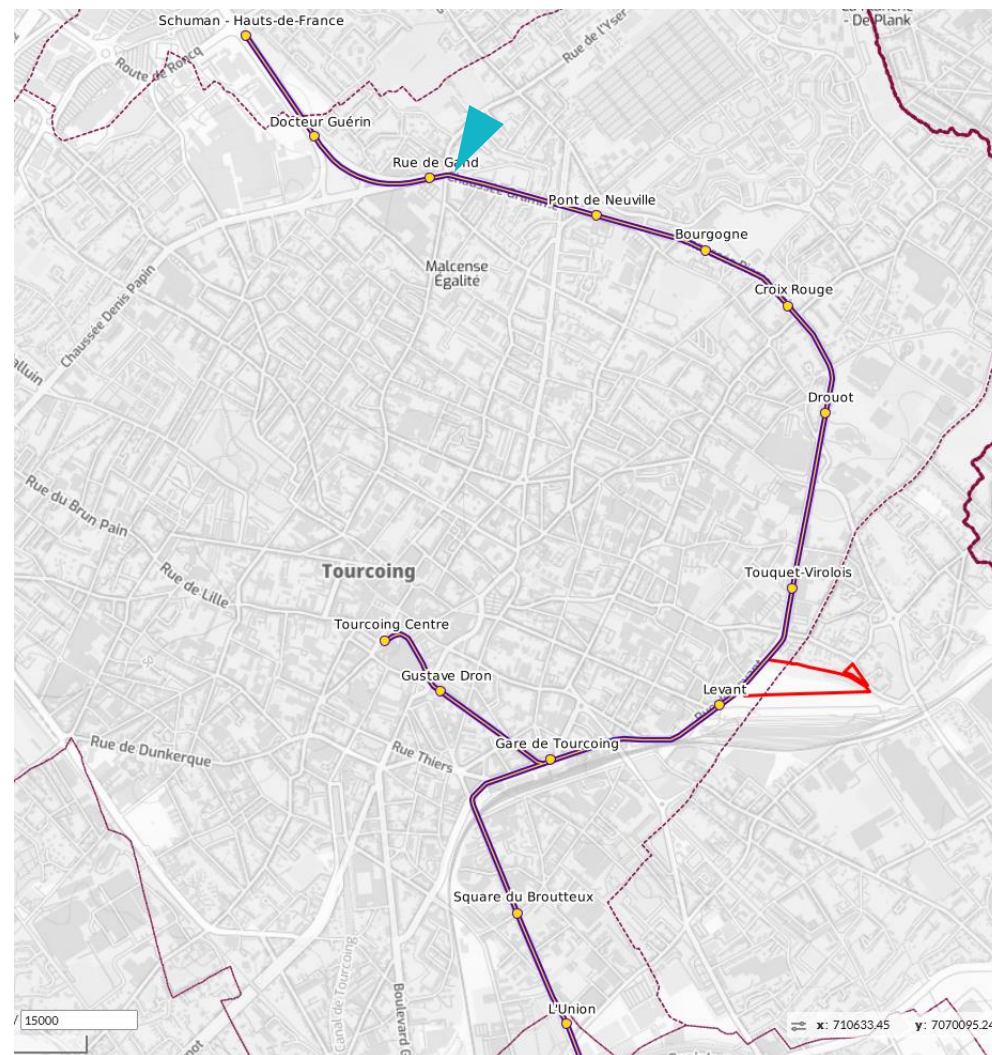 Schuman - Hauts-de-France
- De Plank
Rue de l'Yser
Route de Roncq
Docteur Guérin
Rue de Gand
Pont de Neuville
Bourgogne
Malcense
Égalité
Croix Rouge
Chaussée Denis Papin
Drouot
Rue du Brun Pain
Tourcoing
Touquet-Virolois
Rue de Lille
Tourcoing Centre
Gustave Dron
Levant
Rue de Dunkerque
Rue Thiers
Gare de Tourcoing
Square du Broutteux
Canal de Tourcoing
Boulevard G
L'Union
/ 15000
x: 710633.45 y: 7070095.24